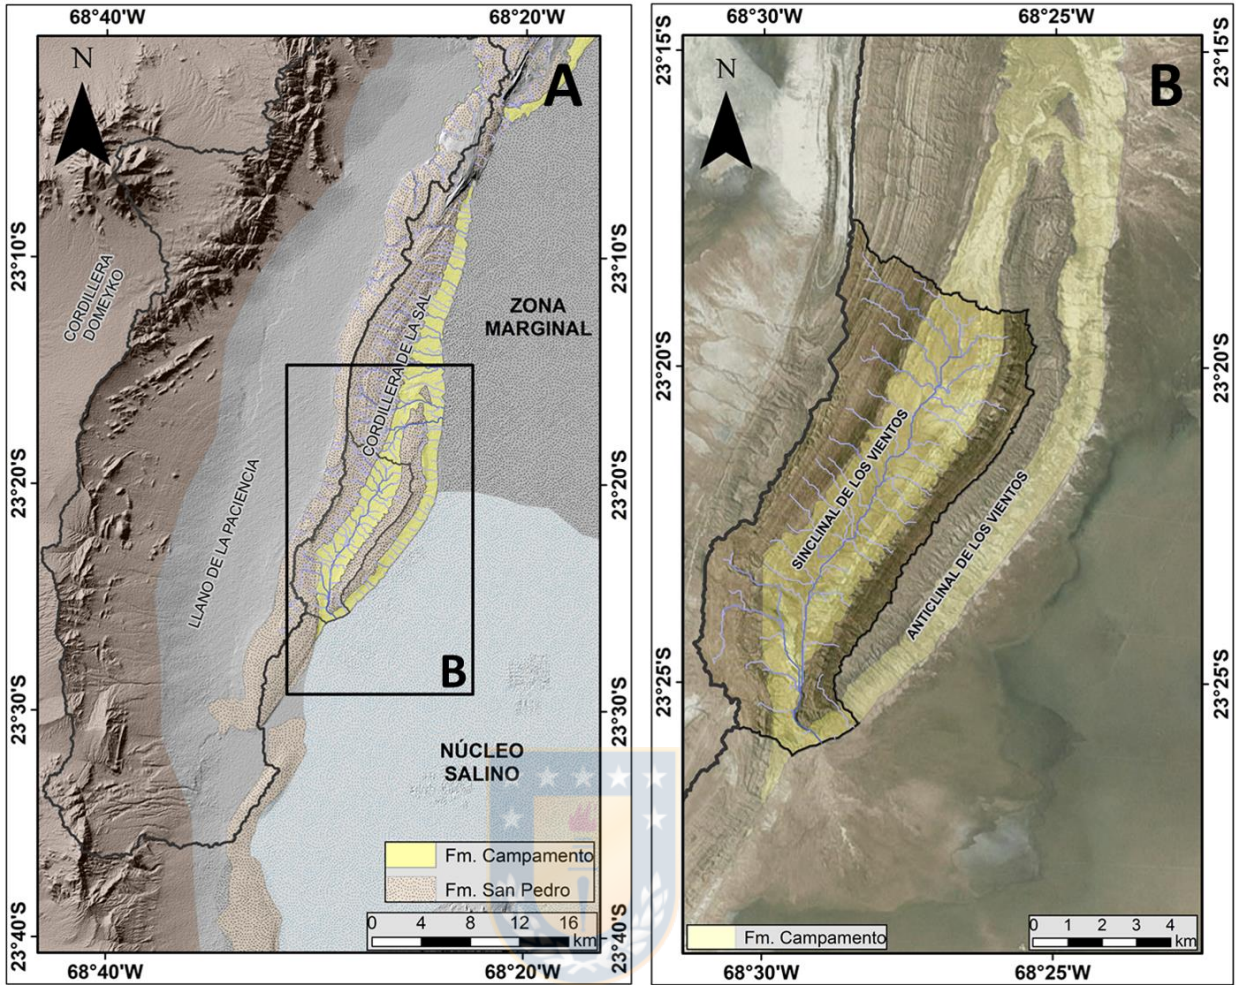 68°40'W
68°20'W
N
A
23°10'S
23°10'S
CORDILLERA
DOMEYKO
ZONA
MARGINAL
CORDILLERA DE LA SAL
23°20'S
23°20'S
LLANO DE LA PACIENCIA
B
23°30'S
23°30'S
NÚCLEO
SALINO
Fm. Campamento
Fm. San Pedro
0 4 8 12 16
km
23°40'S
23°40'S
68°40'W
68°20'W
68°30'W
68°25'W
23°15'S
23°15'S
N
B
23°20'S
23°20'S
SINCLINAL DE LOS VIENTOS
ANTICLINAL DE LOS VIENTOS
23°25'S
23°25'S
Fm. Campamento
0 1 2 3 4
km
68°30'W
68°25'W